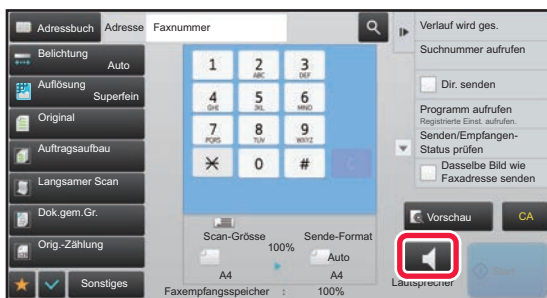 Adressbuch
Adresse
Faxnummer
Belichtung
Auto
Auflösung
Superfein
Original
Auftragsaufbau
Langsamer Scan
Dok.gem.Gr.
Orig.-Zählung
Sonstiges
1
2 ABC
3 DEF
4 GHI
5 JKL
6 MNO
7 PQRS
8 TUV
9 WXYZ
0
#
C
Scan-Grösse
100%
Sende-Format
Auto
A4
A4
Faxempfangsspeicher : 100%
Verlauf wird ges.
Suchnummer aufrufen
Dir. senden
Programm aufrufen
Registrierte Einst. aufrufen.
Senden/Empfangen-
Status prüfen
Dasselbe Bild wie
Faxadresse senden
Vorschau
CA
Lautsprecher
Start